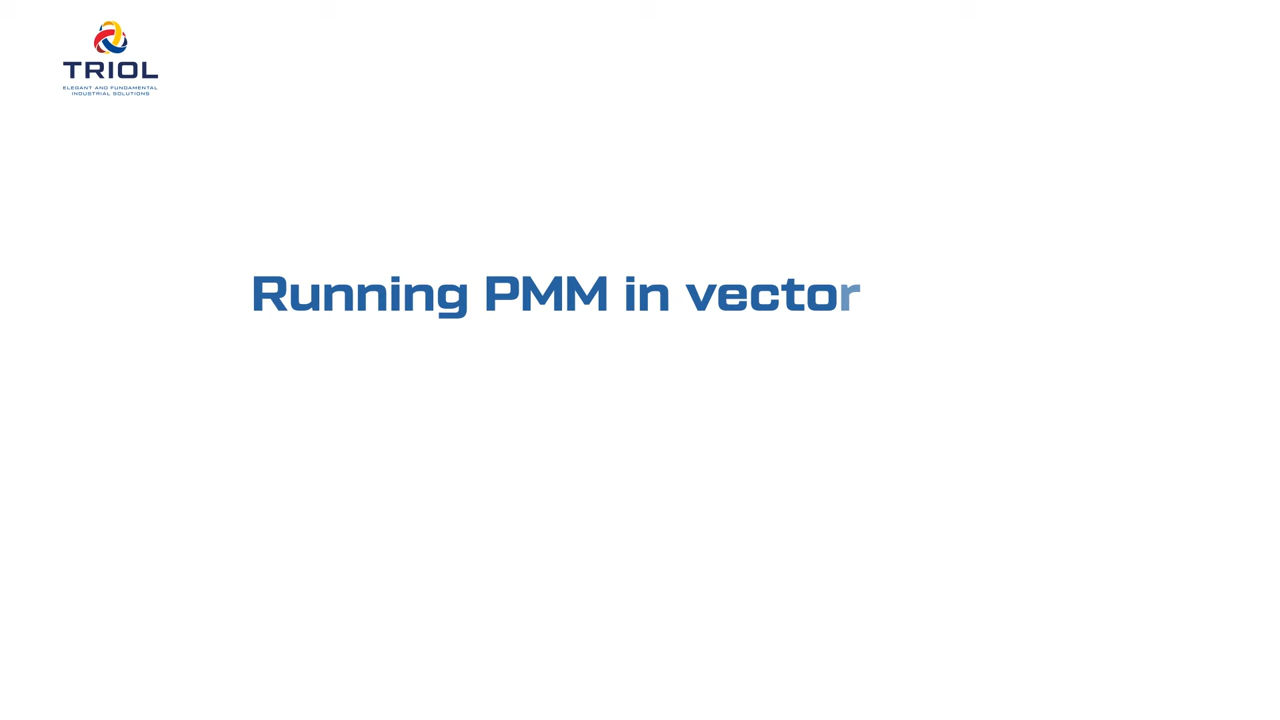 TRIOL
ELEGANT AND FUNDAMENTAL
INDUSTRIAL SOLUTIONS
Running PMM in vector